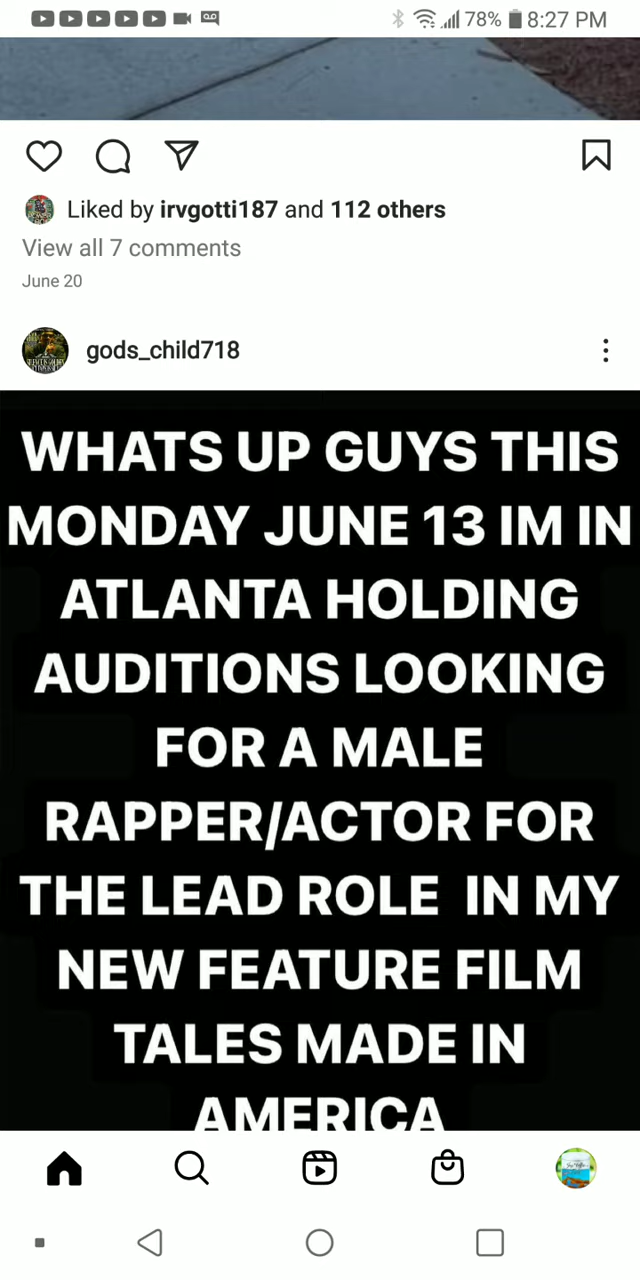 78% 8:27 PM
Liked by irvgotti187 and 112 others
View all 7 comments
June 20
gods_child718
WHATS UP GUYS THIS
MONDAY JUNE 13 IM IN
ATLANTA HOLDING
AUDITIONS LOOKING
FOR A MALE
RAPPER/ACTOR FOR
THE LEAD ROLE IN MY
NEW FEATURE FILM
TALES MADE IN
AMERICA